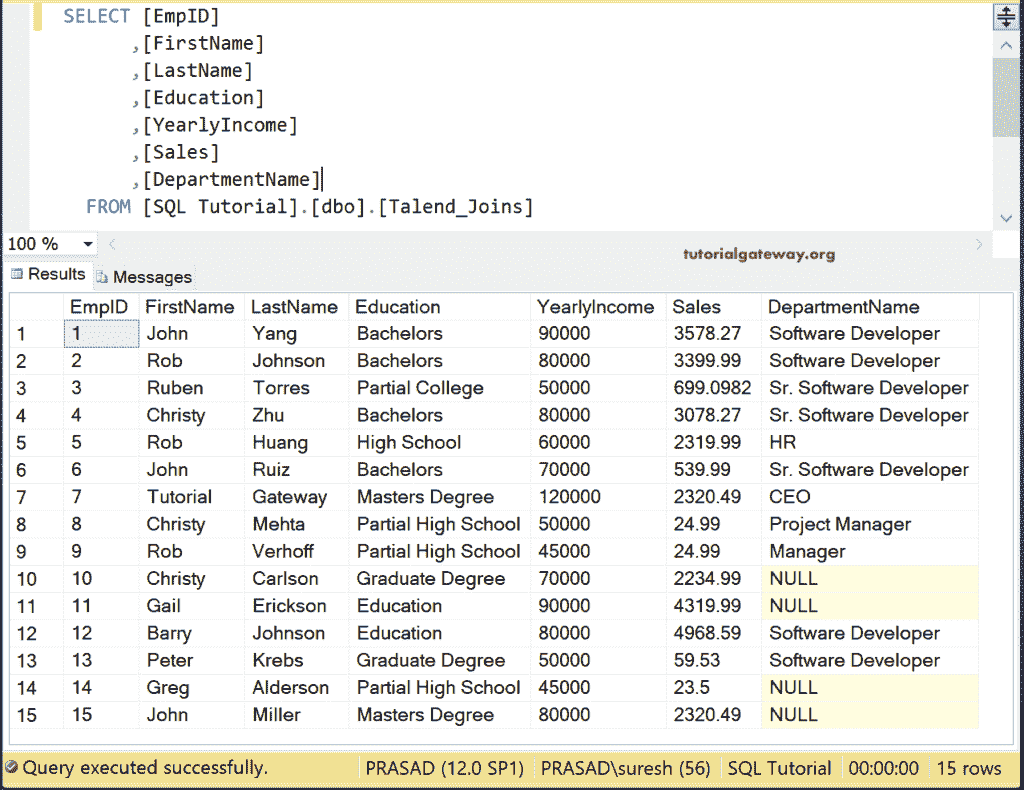 SELECT [EmpID]
,[FirstName]
,[LastName]
,[Education]
,[YearlyIncome]
,[Sales]
,[DepartmentName]
FROM [SQL Tutorial].[dbo].[Talend_Joins]
100 %
tutorialgateway.org
Results Messages
EmpID FirstName LastName Education YearlyIncome Sales DepartmentName
1 1 John Yang Bachelors 90000 3578.27 Software Developer
2 2 Rob Johnson Bachelors 80000 3399.99 Software Developer
3 3 Ruben Torres Partial College 50000 699.0982 Sr. Software Developer
4 4 Christy Zhu Bachelors 80000 3078.27 Sr. Software Developer
5 5 Rob Huang High School 60000 2319.99 HR
6 6 John Ruiz Bachelors 70000 539.99 Sr. Software Developer
7 7 Tutorial Gateway Masters Degree 120000 2320.49 CEO
8 8 Christy Mehta Partial High School 50000 24.99 Project Manager
9 9 Rob Verhoff Partial High School 45000 24.99 Manager
10 10 Christy Carlson Graduate Degree 70000 2234.99 NULL
11 11 Gail Erickson Education 90000 4319.99 NULL
12 12 Barry Johnson Education 80000 4968.59 Software Developer
13 13 Peter Krebs Graduate Degree 50000 59.53 Software Developer
14 14 Greg Alderson Partial High School 45000 23.5 NULL
15 15 John Miller Masters Degree 80000 2320.49 NULL
Query executed successfully. PRASAD (12.0 SP1) PRASAD\suresh (56) SQL Tutorial 00:00:00 15 rows